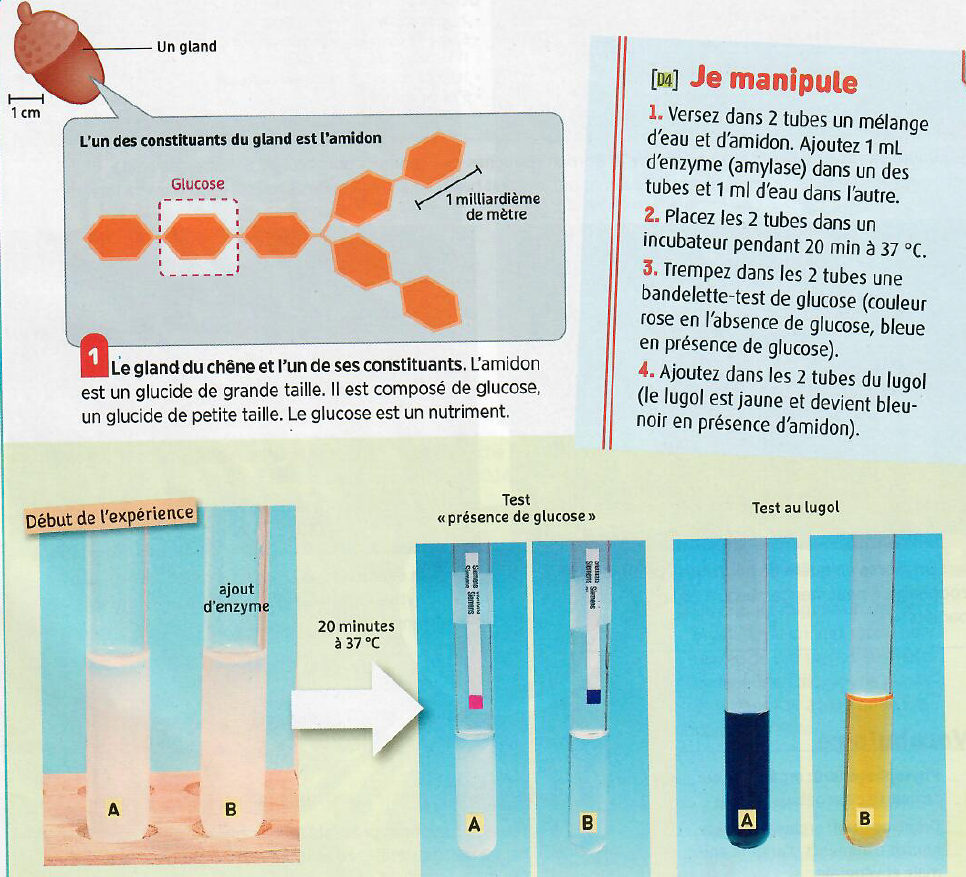 Un gland
1 cm
L'un des constituants du gland est l'amidon
Glucose
1 milliardième
de mètre
1 Le gland du chêne et l'un de ses constituants. L'amidon
est un glucide de grande taille. Il est composé de glucose,
un glucide de petite taille. Le glucose est un nutriment.
[D4] Je manipule
1. Versez dans 2 tubes un mélange
d'eau et d'amidon. Ajoutez 1 mL
d'enzyme (amylase) dans un des
tubes et 1 ml d'eau dans l'autre.
2. Placez les 2 tubes dans un
incubateur pendant 20 min à 37 °C.
3. Trempez dans les 2 tubes une
bandelette-test de glucose (couleur
rose en l'absence de glucose, bleue
en présence de glucose).
4. Ajoutez dans les 2 tubes du lugol
(le lugol est jaune et devient bleu-
noir en présence d'amidon).
Début de l'expérience
ajout
d'enzyme
A
B
20 minutes
à 37 °C
Test
« présence de glucose »
Siemens
Siemens
A
B
Test au lugol
A
B